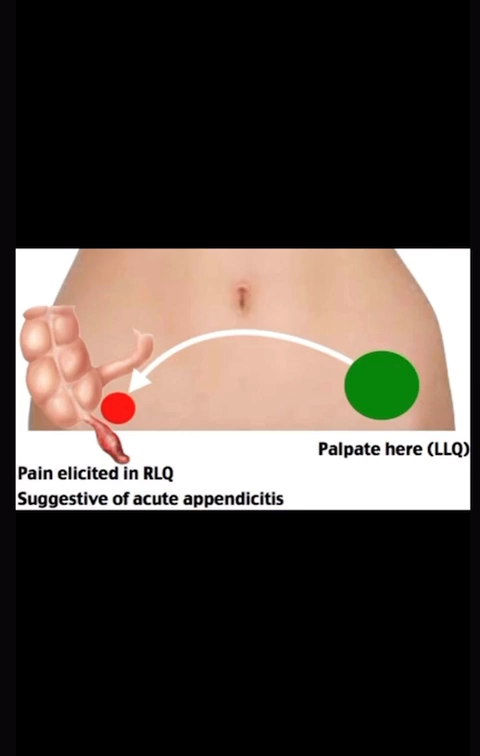 Palpate here (LLQ)
Pain elicited in RLQ
Suggestive of acute appendicitis